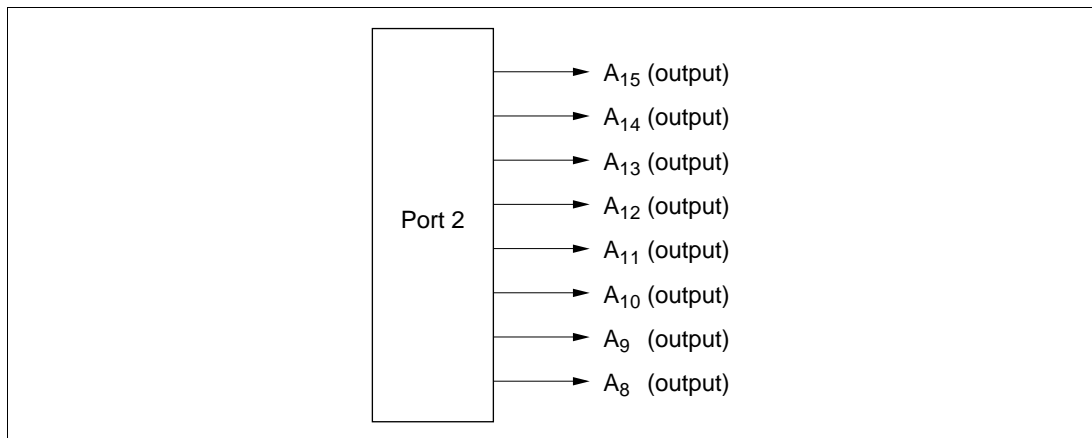 A15 (output)
A14 (output)
A13 (output)
A12 (output)
Port 2
A11 (output)
A10 (output)
A9 (output)
A8 (output)